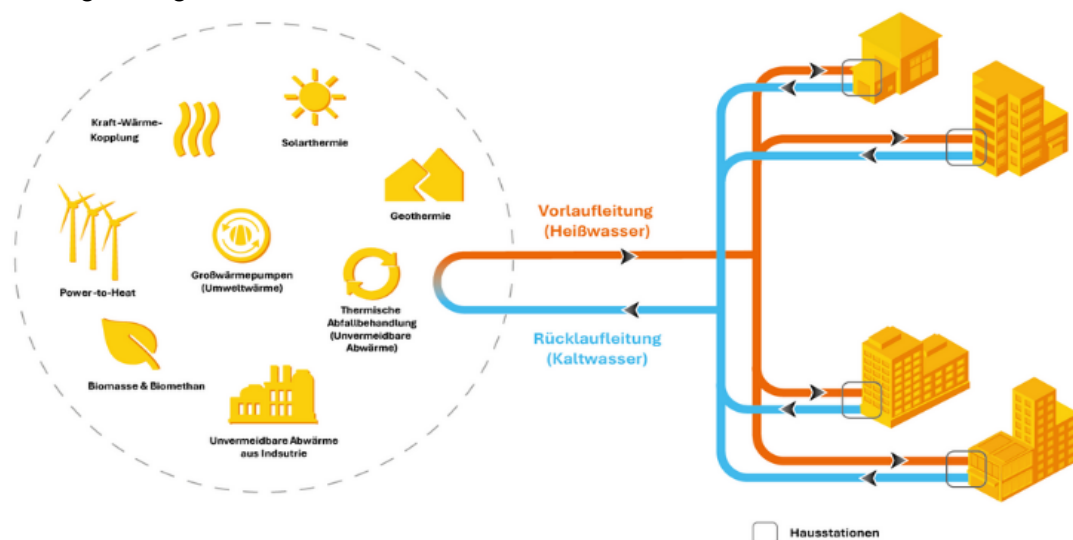 Kraft-Wärme-
Kopplung
Solarthermie
Geothermie
Power-to-Heat
Großwärmepumpen
(Umweltwärme)
Thermische
Abfallbehandlung
(Unvermeidbare
Abwärme)
Biomasse & Biomethan
Unvermeidbare Abwärme
aus Indsutrie
Vorlaufleitung
(Heißwasser)
Rücklaufleitung
(Kaltwasser)
Hausstationen